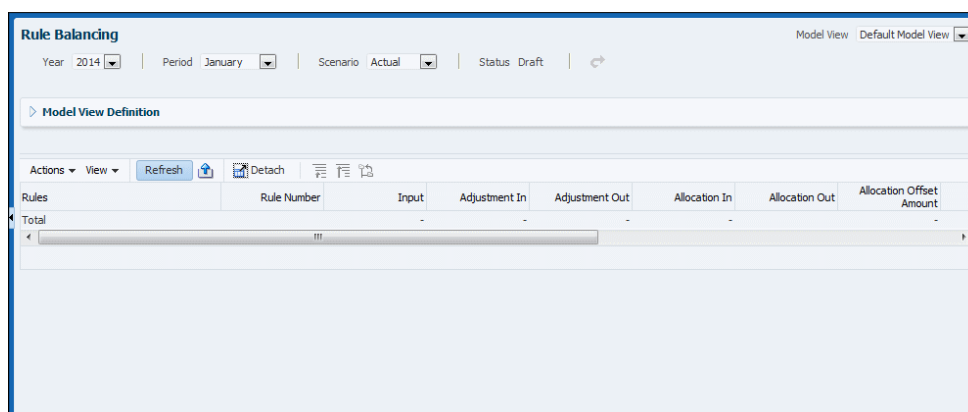 Rule Balancing
Model View Default Model View
Year 2014 Period January Scenario Actual Status Draft
Model View Definition
Actions View Refresh Detach
Rules Rule Number Input Adjustment In Adjustment Out Allocation In Allocation Out Allocation Offset Amount
Total - - - - - -